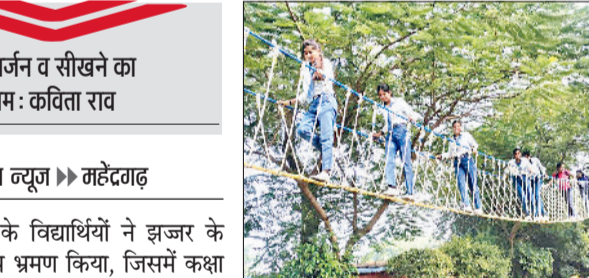 र्जन व सीखने का
म : कविता राव
न्यूज ▶▶ महेंद्रगढ़
के विद्यार्थियों ने झज्जर के
भ्रमण किया, जिसमें कक्षा